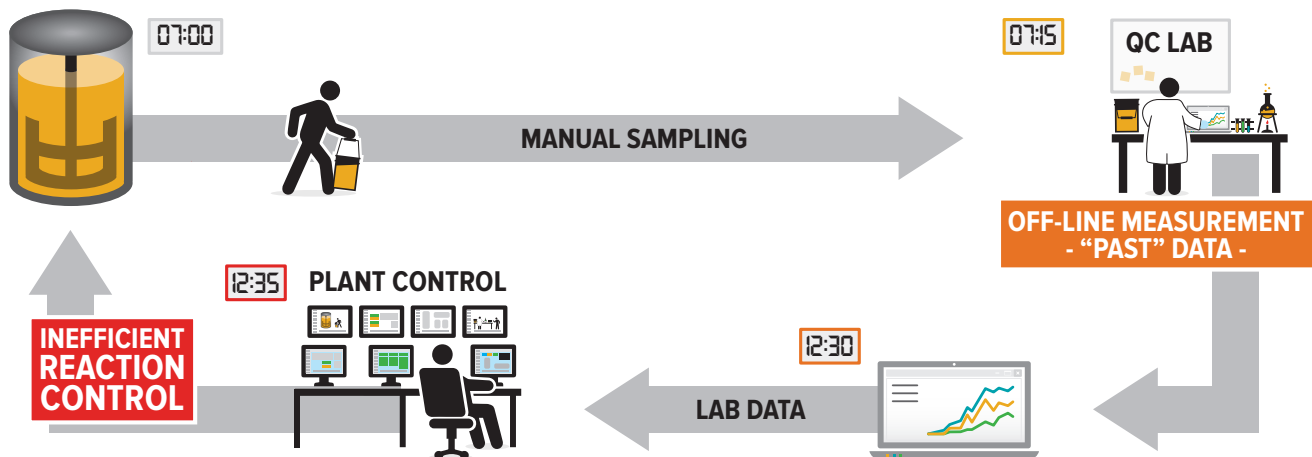 07:00
07:15
QC LAB
MANUAL SAMPLING
OFF-LINE MEASUREMENT
- “PAST” DATA -
12:35
PLANT CONTROL
INEFFICIENT
REACTION
CONTROL
12:30
LAB DATA